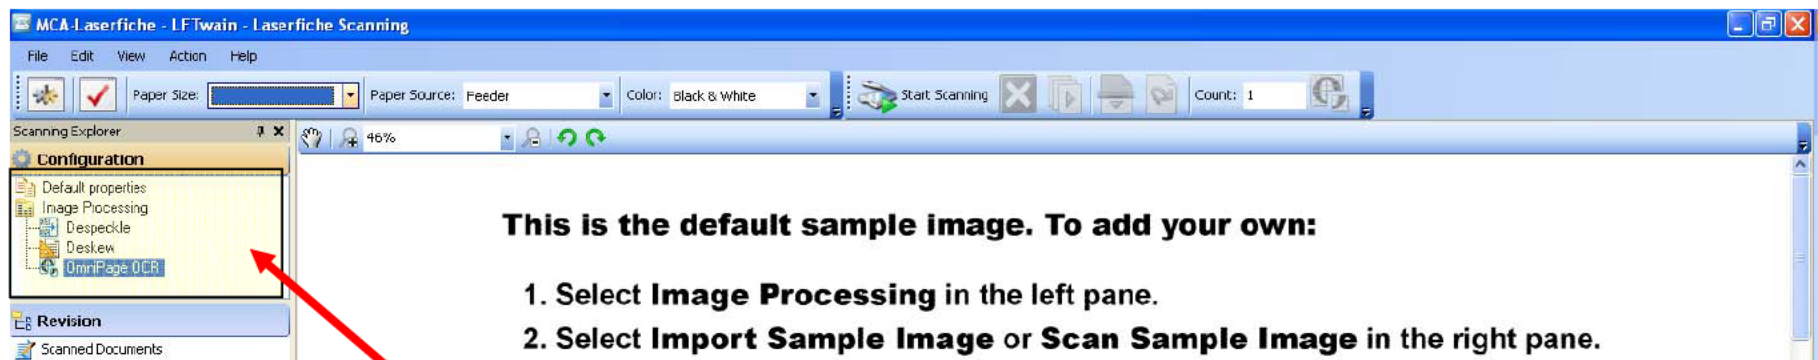 MCA-Laserfiche - LFTwain - Laserfiche Scanning
File Edit View Action Help
Paper Size: Paper Source: Feeder Color: Black & White Start Scanning Count: 1
Scanning Explorer
46%
Configuration
Default properties
Image Processing
Despeckle
Deskew
OmniPage OCR
Revision
Scanned Documents
This is the default sample image. To add your own:
1. Select Image Processing in the left pane.
2. Select Import Sample Image or Scan Sample Image in the right pane.